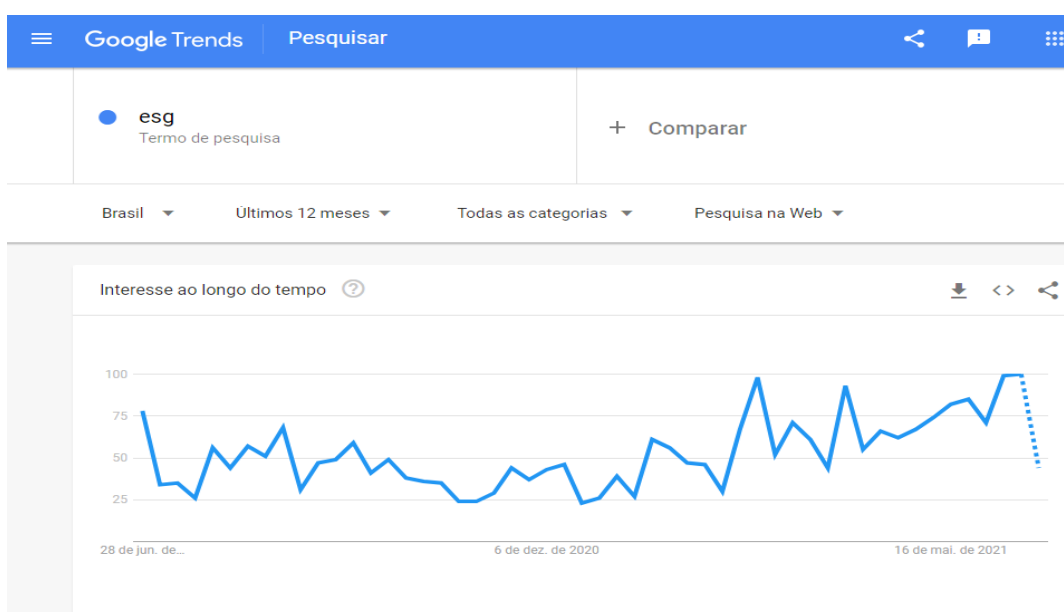 Google Trends Pesquisar
esg
Termo de pesquisa
+ Comparar
Brasil Últimos 12 meses Todas as categorias Pesquisa na Web
Interesse ao longo do tempo
100
75
50
25
28 de jun. de... 6 de dez. de 2020 16 de mai. de 2021